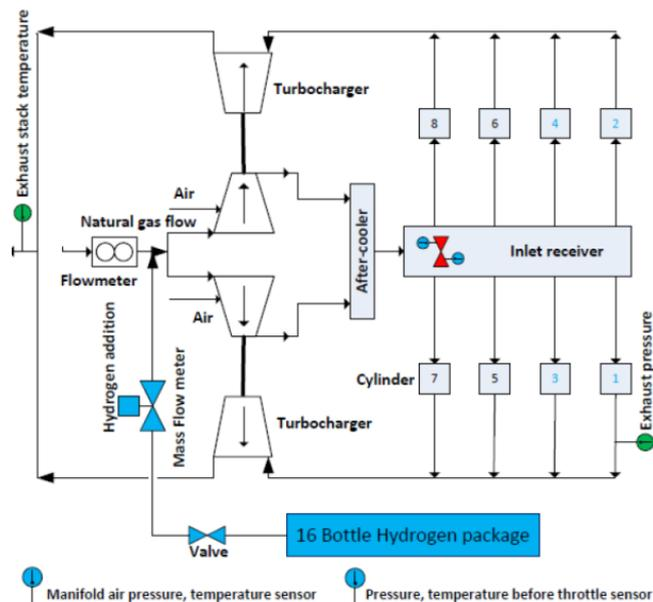 Exhaust stack temperature
Turbocharger
8
6
4
2
Air
Natural gas flow
Flowmeter
After-cooler
Inlet receiver
Air
Hydrogen addition
Mass Flow meter
Cylinder
7
5
3
1
Exhaust pressure
Turbocharger
16 Bottle Hydrogen package
Valve
Manifold air pressure, temperature sensor
Pressure, temperature before throttle sensor